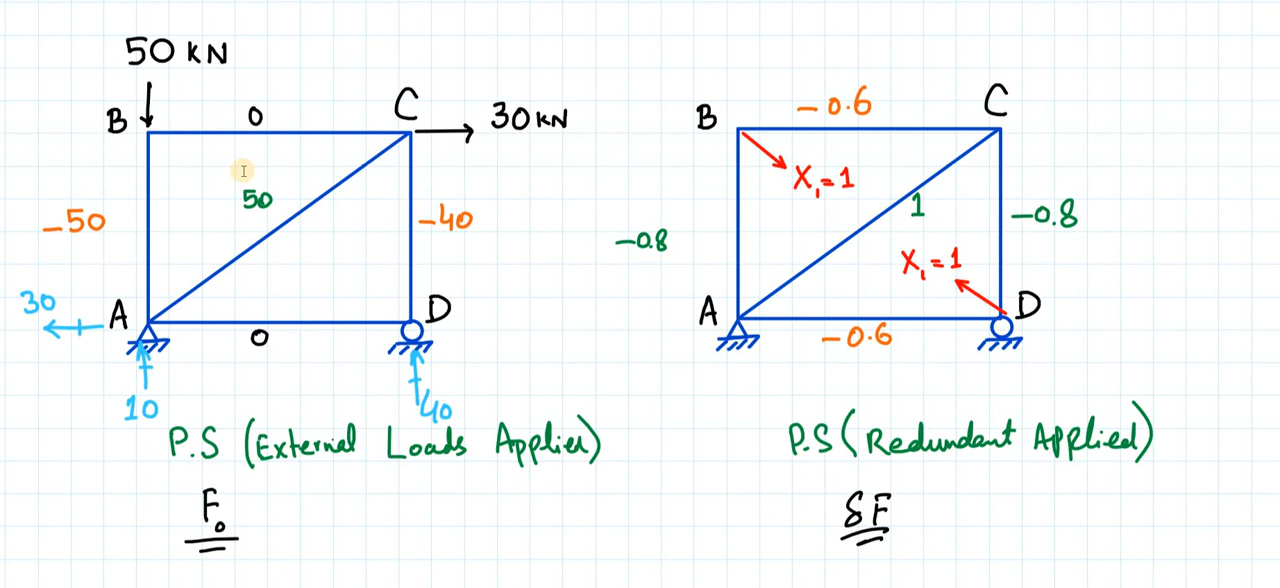 50 KN
B
0
C
30 KN
50
-50
-40
30
A
D
0
10
40
P.S (External Loads Applied)
F₀
B
-0.6
C
X₁=1
1
-0.8
-0.8
X₁=1
A
D
-0.6
P.S (Redundant Applied)
δF